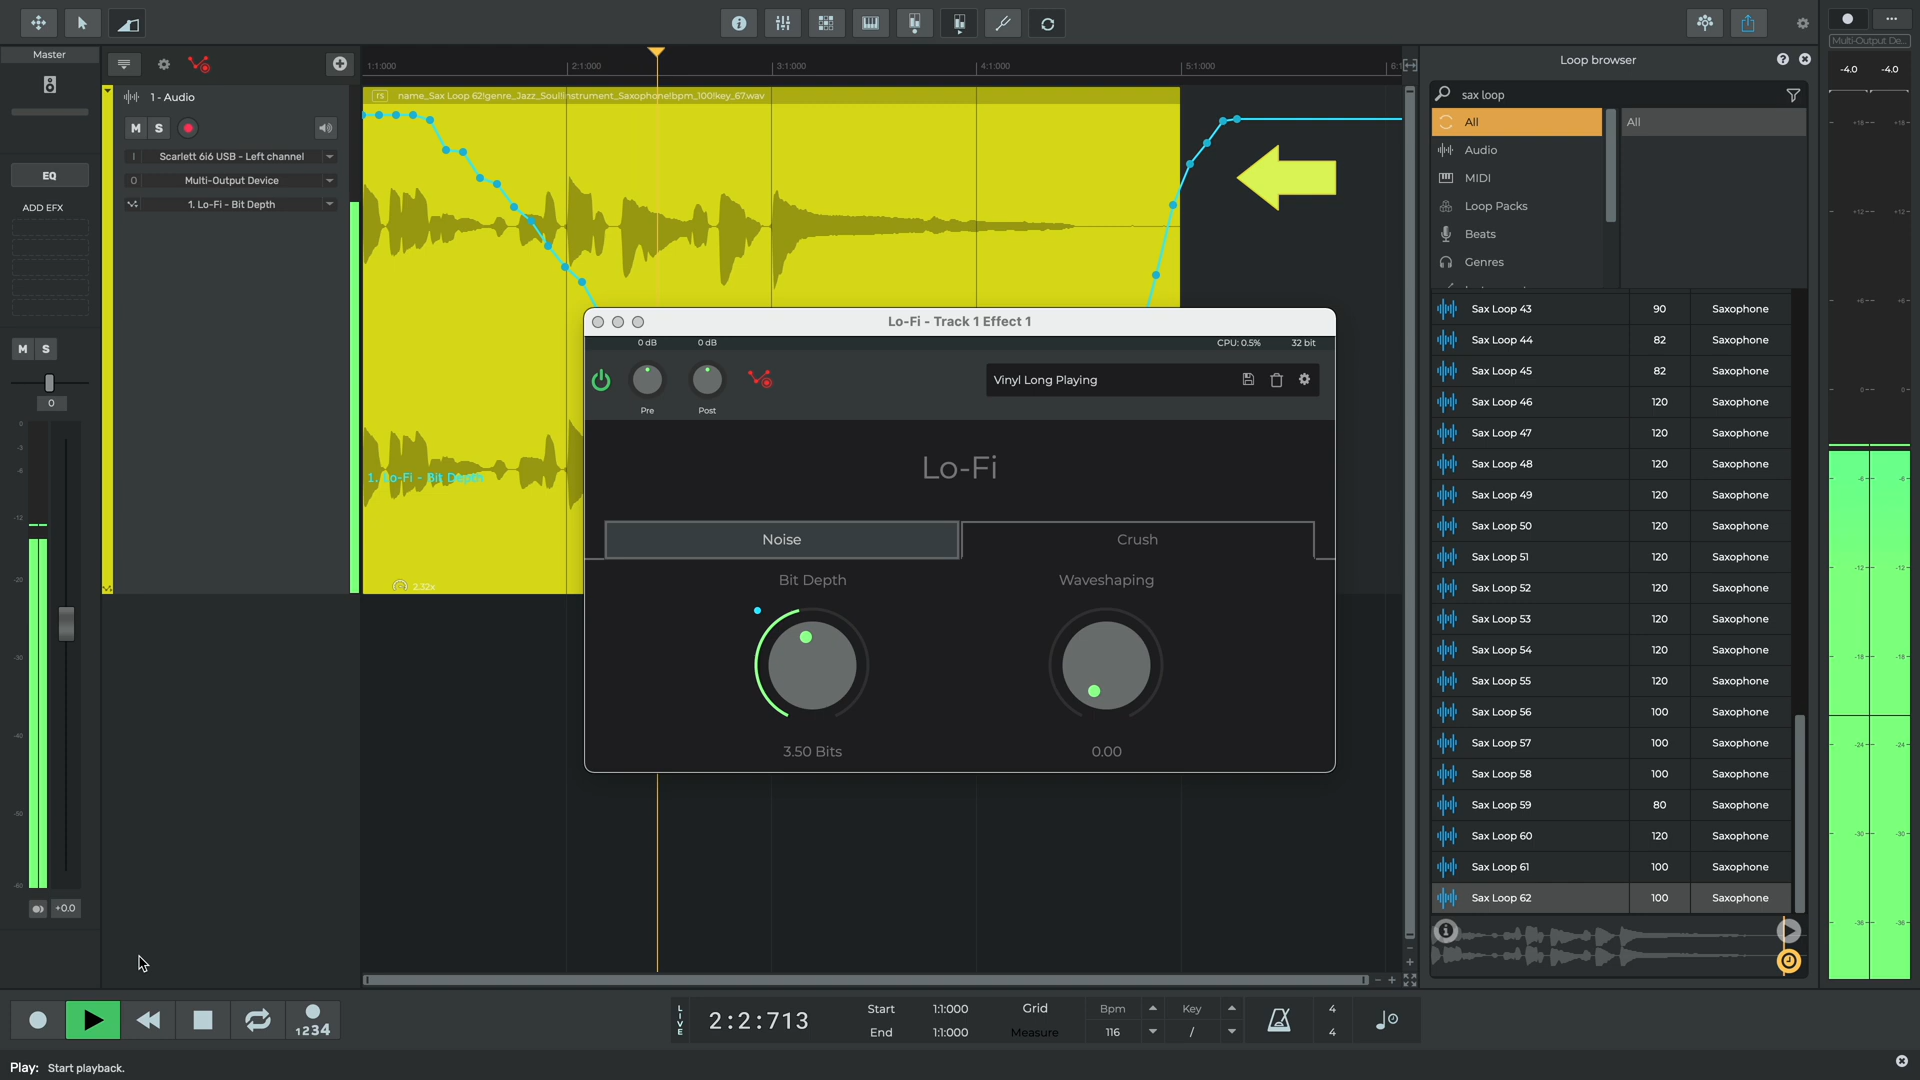 Master
EQ
ADD EFX
M S
0
+0.0
1 - Audio
M S
I Scarlett 6i6 USB - Left channel
O Multi-Output Device
1. Lo-Fi - Bit Depth
1:1:000 2:1:000 3:1:000 4:1:000 5:1:000
name_Sax Loop 62!genre_Jazz_Soul!instrument_Saxophone!bpm_100!key_67.wav
1. Lo-Fi - Bit Depth
2.32x
Lo-Fi - Track 1 Effect 1
0 dB 0 dB CPU: 0.5% 32 bit
Pre Post
Vinyl Long Playing
Lo-Fi
Noise Crush
Bit Depth Waveshaping
3.50 Bits 0.00
Loop browser
sax loop
All All
Audio
MIDI
Loop Packs
Beats
Genres
Sax Loop 43 90 Saxophone
Sax Loop 44 82 Saxophone
Sax Loop 45 82 Saxophone
Sax Loop 46 120 Saxophone
Sax Loop 47 120 Saxophone
Sax Loop 48 120 Saxophone
Sax Loop 49 120 Saxophone
Sax Loop 50 120 Saxophone
Sax Loop 51 120 Saxophone
Sax Loop 52 120 Saxophone
Sax Loop 53 120 Saxophone
Sax Loop 54 120 Saxophone
Sax Loop 55 120 Saxophone
Sax Loop 56 100 Saxophone
Sax Loop 57 100 Saxophone
Sax Loop 58 100 Saxophone
Sax Loop 59 80 Saxophone
Sax Loop 60 120 Saxophone
Sax Loop 61 100 Saxophone
Sax Loop 62 100 Saxophone
Multi-Output De...
-4.0 -4.0
1234
LIVE
2:2:713
Start 1:1:000
End 1:1:000
Grid
Measure
Bpm
116
Key
/
4
4
Play: Start playback.